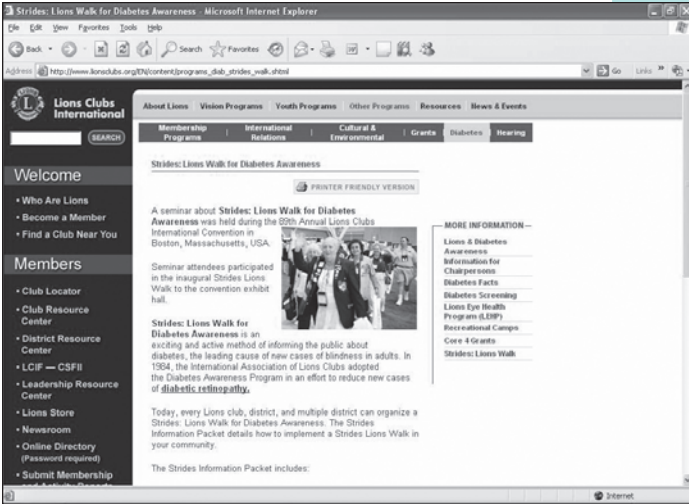 Strides: Lions Walk for Diabetes Awareness - Microsoft Internet Explorer
File Edit View Favorites Tools Help
Back Search Favorites
Address http://www.lionsclubs.org/EN/content/programs_diab_strides_walk.shtml Go Links »
Lions Clubs
International
SEARCH
About Lions Vision Programs Youth Programs Other Programs Resources News & Events
Membership Programs | International Relations | Cultural & Environmental | Grants | Diabetes | Hearing
Welcome
• Who Are Lions
• Become a Member
• Find a Club Near You
Members
• Club Locator
• Club Resource
Center
• District Resource
Center
• LCIF — CSFII
• Leadership Resource
Center
• Lions Store
• Newsroom
• Online Directory
(Password required)
• Submit Membership
and Activity Reports
Strides: Lions Walk for Diabetes Awareness
PRINTER FRIENDLY VERSION
A seminar about Strides: Lions Walk for Diabetes
Awareness was held during the 89th Annual Lions Clubs
International Convention in
Boston, Massachusetts, USA.
Seminar attendees participated
in the inaugural Strides Lions
Walk to the convention exhibit
hall.
Strides: Lions Walk for
Diabetes Awareness is an
exciting and active method of informing the public about
diabetes, the leading cause of new cases of blindness in adults. In
1984, the International Association of Lions Clubs adopted
the Diabetes Awareness Program in an effort to reduce new cases
of diabetic retinopathy.
Today, every Lions club, district, and multiple district can organize a
Strides: Lions Walk for Diabetes Awareness. The Strides
Information Packet details how to implement a Strides Lions Walk in
your community.
The Strides Information Packet includes:
MORE INFORMATION
Lions & Diabetes
Awareness
Information for
Chairpersons
Diabetes Facts
Diabetes Screening
Lions Eye Health
Program (LEHP)
Recreational Camps
Core 4 Grants
Strides: Lions Walk
Internet